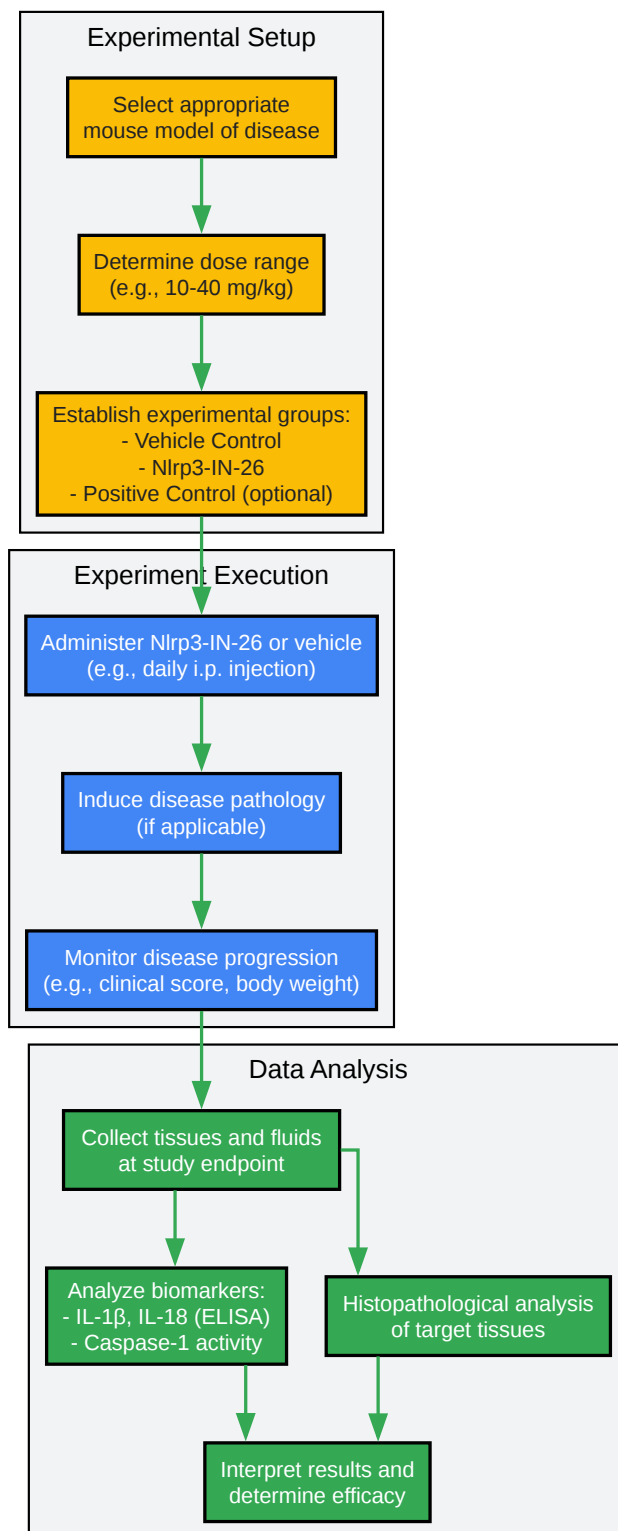 Experimental Setup
Select appropriate
mouse model of disease
Determine dose range
(e.g., 10-40 mg/kg)
Establish experimental groups:
- Vehicle Control
- Nlrp3-IN-26
- Positive Control (optional)
Experiment Execution
Administer Nlrp3-IN-26 or vehicle
(e.g., daily i.p. injection)
Induce disease pathology
(if applicable)
Monitor disease progression
(e.g., clinical score, body weight)
Data Analysis
Collect tissues and fluids
at study endpoint
Analyze biomarkers:
- IL-1β, IL-18 (ELISA)
- Caspase-1 activity
Histopathological analysis
of target tissues
Interpret results and
determine efficacy